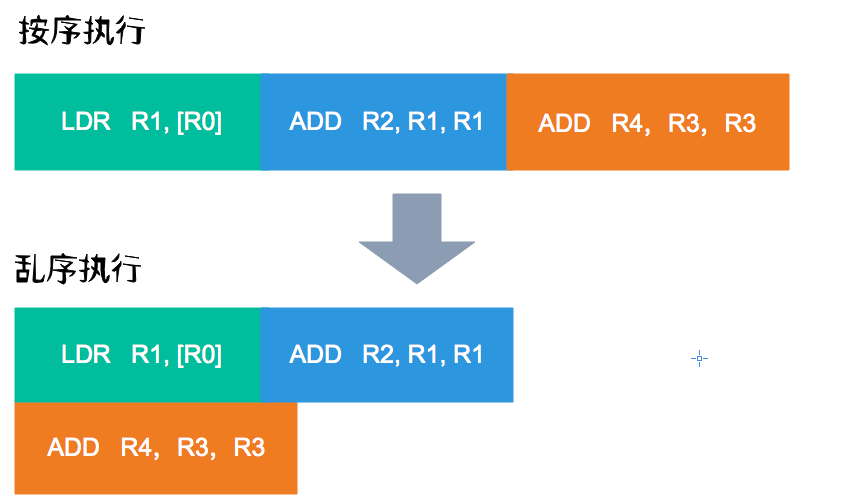 按序执行
LDR R1, [R0] ADD R2, R1, R1 ADD R4，R3，R3
乱序执行
LDR R1, [R0] ADD R2, R1, R1
ADD R4，R3，R3